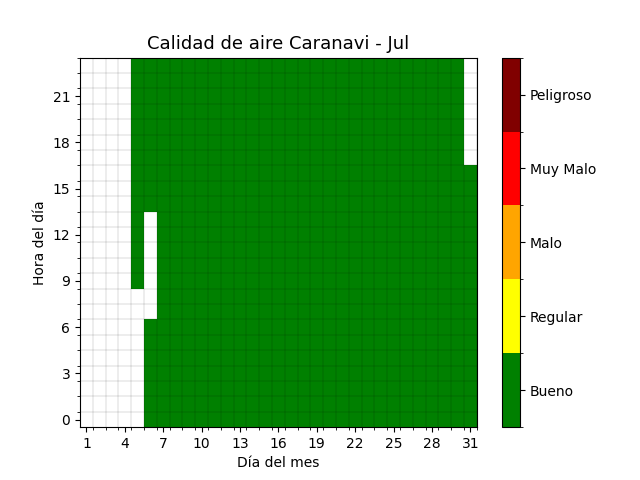 Calidad de aire Caranavi - Jul
Hora del día
21
18
15
12
9
6
3
0
1 4 7 10 13 16 19 22 25 28 31
Día del mes
Peligroso
Muy Malo
Malo
Regular
Bueno